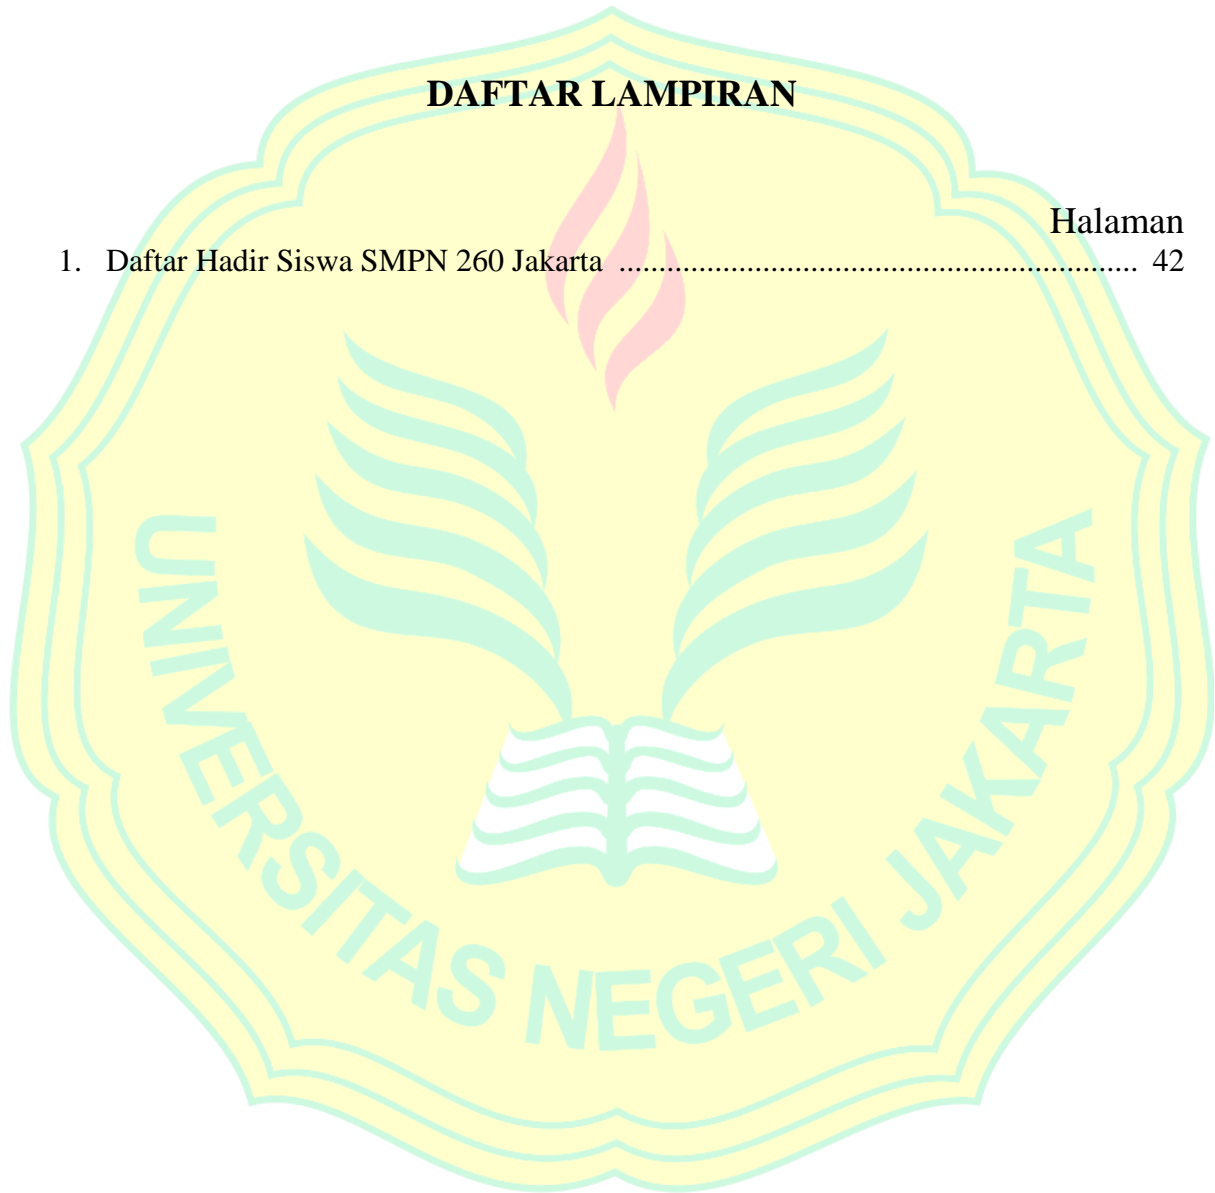 DAFTAR LAMPIRAN
Halaman
1. Daftar Hadir Siswa SMPN 260 Jakarta ................................................................. 42
UNIVERSITAS NEGERI JAKARTA